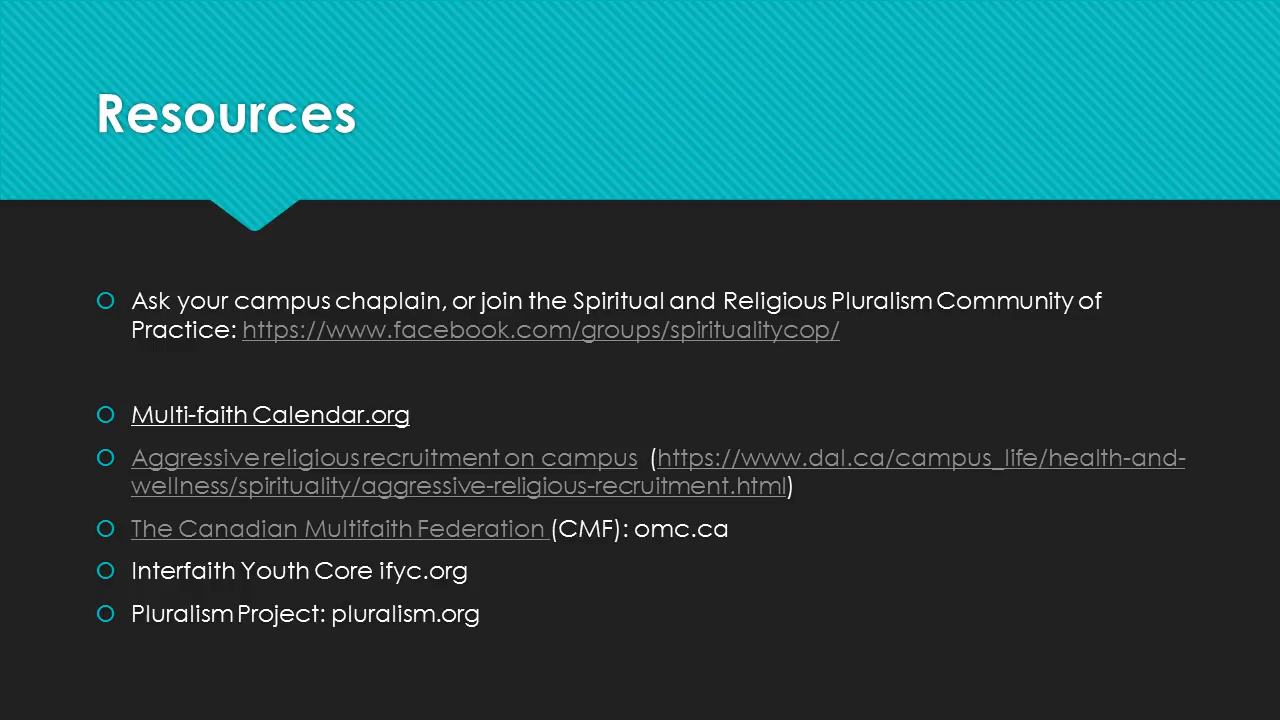 Resources
Ask your campus chaplain, or join the Spiritual and Religious Pluralism Community of
Practice: https://www.facebook.com/groups/spiritualitycop/
Multi-faith Calendar.org
Aggressive religious recruitment on campus (https://www.dal.ca/campus_life/health-and-
wellness/spirituality/aggressive-religious-recruitment.html)
The Canadian Multifaith Federation (CMF): omc.ca
Interfaith Youth Core ifyc.org
Pluralism Project: pluralism.org